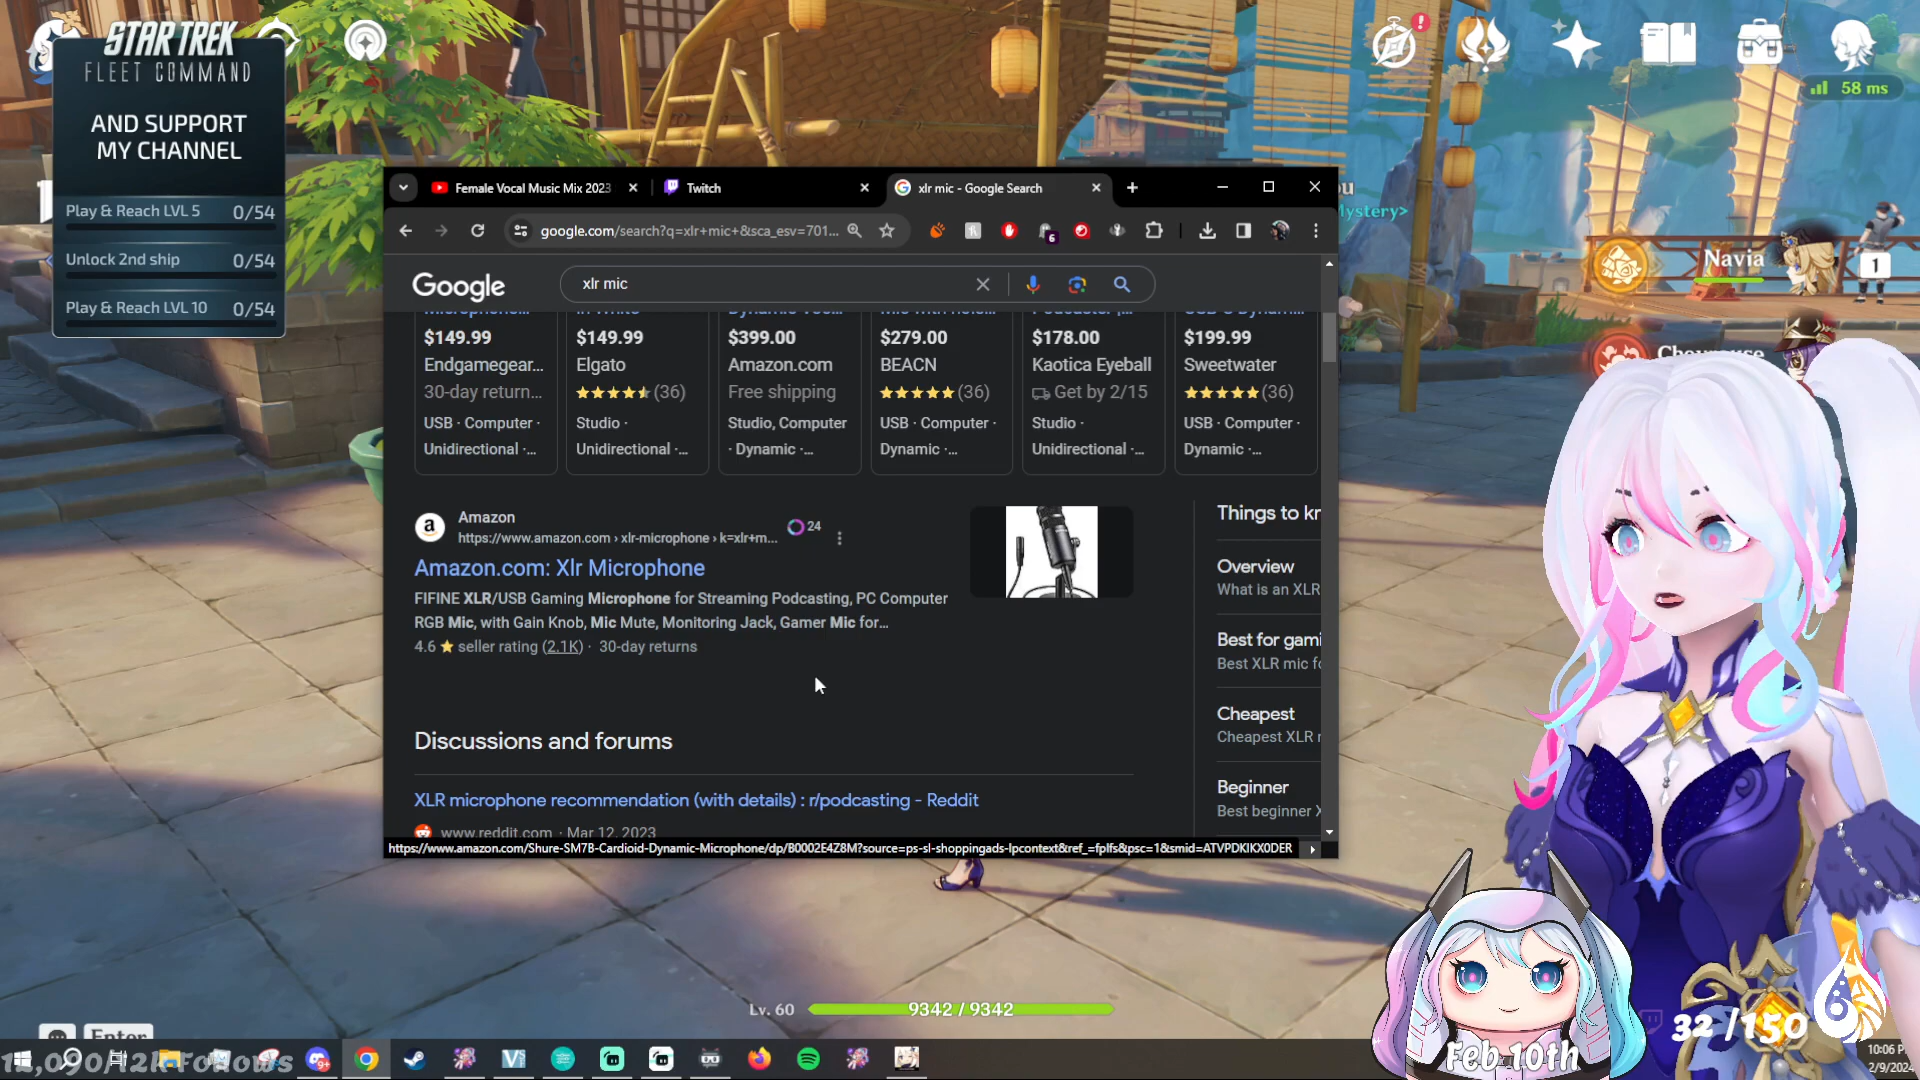 STAR TREK
FLEET COMMAND
AND SUPPORT
MY CHANNEL
Play & Reach LVL 5 0/54
Unlock 2nd ship 0/54
Play & Reach LVL 10 0/54
58 ms
Mystery>
Navia
1
Female Vocal Music Mix 2023
Twitch
xlr mic - Google Search
google.com/search?q=xlr+mic+&sca_esv=701...
6
Google
xlr mic
$149.99
Endgamegear...
30-day return...
USB · Computer ·
Unidirectional ·...
$149.99
Elgato
(36)
Studio ·
Unidirectional ·...
$399.00
Amazon.com
Free shipping
Studio, Computer
· Dynamic ·...
$279.00
BEACN
(36)
USB · Computer ·
Dynamic ·...
$178.00
Kaotica Eyeball
Get by 2/15
Studio ·
Unidirectional ·...
$199.99
Sweetwater
(36)
USB · Computer ·
Dynamic ·...
Amazon
https://www.amazon.com › xlr-microphone › k=xlr+m...
24
Amazon.com: Xlr Microphone
FIFINE XLR/USB Gaming Microphone for Streaming Podcasting, PC Computer
RGB Mic, with Gain Knob, Mic Mute, Monitoring Jack, Gamer Mic for...
4.6 seller rating (2.1K) · 30-day returns
Discussions and forums
XLR microphone recommendation (with details) : r/podcasting - Reddit
www.reddit.com · Mar 12, 2023
Things to kr
Overview
What is an XLR
Best for gami
Best XLR mic fo
Cheapest
Cheapest XLR r
Beginner
Best beginner X
https://www.amazon.com/Shure-SM7B-Cardioid-Dynamic-Microphone/dp/B0002E4Z8M?source=ps-sl-shoppingads-lpcontext&ref_=fplfs&psc=1&smid=ATVPDKIKX0DER
Lv. 60 9342 / 9342
Enter
Feb 10th
32 /150
10:06 P
2/9/2024